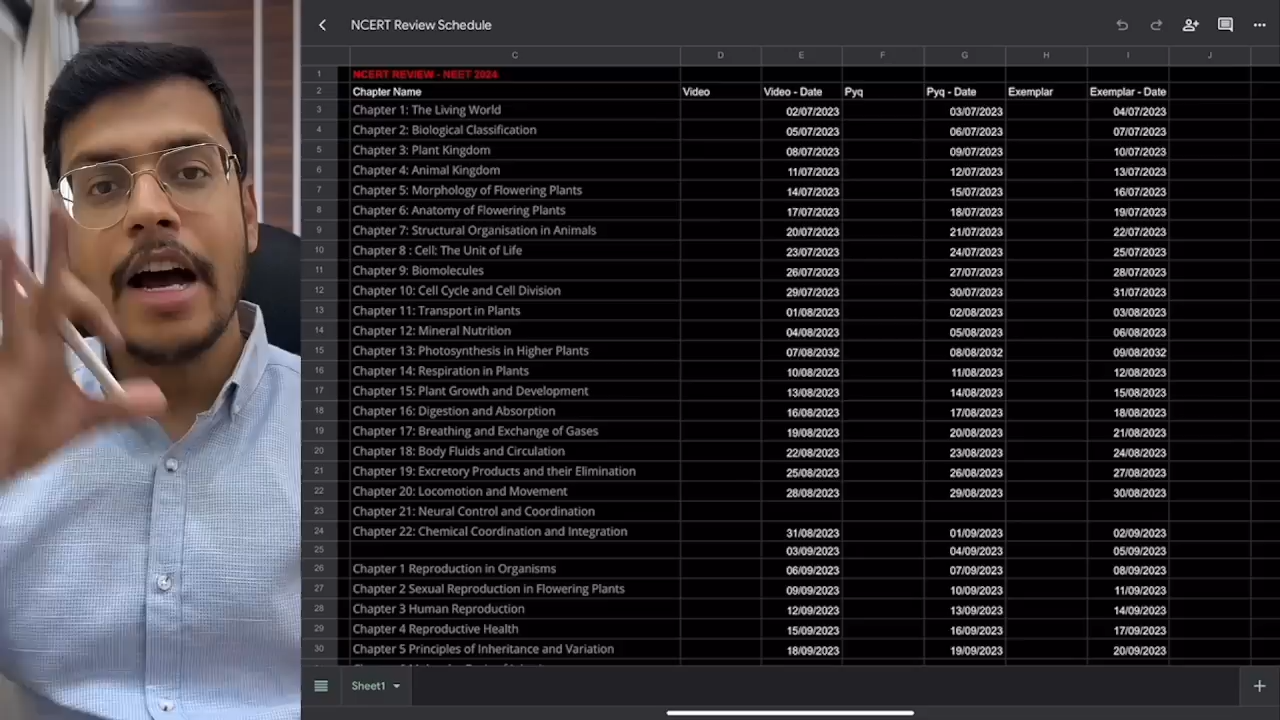 NCERT Review Schedule
C D E F G H I J
1 NCERT REVIEW - NEET 2024
2 Chapter Name Video Video - Date Pyq Pyq - Date Exemplar Exemplar - Date
3 Chapter 1: The Living World 02/07/2023 03/07/2023 04/07/2023
4 Chapter 2: Biological Classification 05/07/2023 06/07/2023 07/07/2023
5 Chapter 3: Plant Kingdom 08/07/2023 09/07/2023 10/07/2023
6 Chapter 4: Animal Kingdom 11/07/2023 12/07/2023 13/07/2023
7 Chapter 5: Morphology of Flowering Plants 14/07/2023 15/07/2023 16/07/2023
8 Chapter 6: Anatomy of Flowering Plants 17/07/2023 18/07/2023 19/07/2023
9 Chapter 7: Structural Organisation in Animals 20/07/2023 21/07/2023 22/07/2023
10 Chapter 8 : Cell: The Unit of Life 23/07/2023 24/07/2023 25/07/2023
11 Chapter 9: Biomolecules 26/07/2023 27/07/2023 28/07/2023
12 Chapter 10: Cell Cycle and Cell Division 29/07/2023 30/07/2023 31/07/2023
13 Chapter 11: Transport in Plants 01/08/2023 02/08/2023 03/08/2023
14 Chapter 12: Mineral Nutrition 04/08/2023 05/08/2023 06/08/2023
15 Chapter 13: Photosynthesis in Higher Plants 07/08/2032 08/08/2032 09/08/2032
16 Chapter 14: Respiration in Plants 10/08/2023 11/08/2023 12/08/2023
17 Chapter 15: Plant Growth and Development 13/08/2023 14/08/2023 15/08/2023
18 Chapter 16: Digestion and Absorption 16/08/2023 17/08/2023 18/08/2023
19 Chapter 17: Breathing and Exchange of Gases 19/08/2023 20/08/2023 21/08/2023
20 Chapter 18: Body Fluids and Circulation 22/08/2023 23/08/2023 24/08/2023
21 Chapter 19: Excretory Products and their Elimination 25/08/2023 26/08/2023 27/08/2023
22 Chapter 20: Locomotion and Movement 28/08/2023 29/08/2023 30/08/2023
23 Chapter 21: Neural Control and Coordination
24 Chapter 22: Chemical Coordination and Integration 31/08/2023 01/09/2023 02/09/2023
25 03/09/2023 04/09/2023 05/09/2023
26 Chapter 1 Reproduction in Organisms 06/09/2023 07/09/2023 08/09/2023
27 Chapter 2 Sexual Reproduction in Flowering Plants 09/09/2023 10/09/2023 11/09/2023
28 Chapter 3 Human Reproduction 12/09/2023 13/09/2023 14/09/2023
29 Chapter 4 Reproductive Health 15/09/2023 16/09/2023 17/09/2023
30 Chapter 5 Principles of Inheritance and Variation 18/09/2023 19/09/2023 20/09/2023
Sheet1